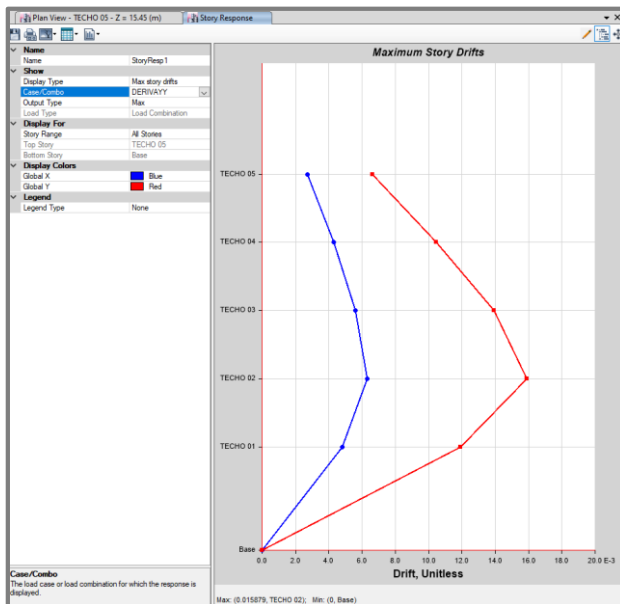 Plan View - TECHO 05 - Z = 15.45 (m)
Story Response
Name
Name StoryResp1
Show
Display Type Max story drifts
Case/Combo DERIVAYY
Output Type Max
Load Type Load Combination
Display For
Story Range All Stories
Top Story TECHO 05
Bottom Story Base
Display Colors
Global X Blue
Global Y Red
Legend
Legend Type None
Case/Combo
The load case or load combination for which the response is
displayed.
Maximum Story Drifts
TECHO 05
TECHO 04
TECHO 03
TECHO 02
TECHO 01
Base
0.0 2.0 4.0 6.0 8.0 10.0 12.0 14.0 16.0 18.0 20.0 E-3
Drift, Unitless
Max: (0.015879, TECHO 02); Min: (0, Base)